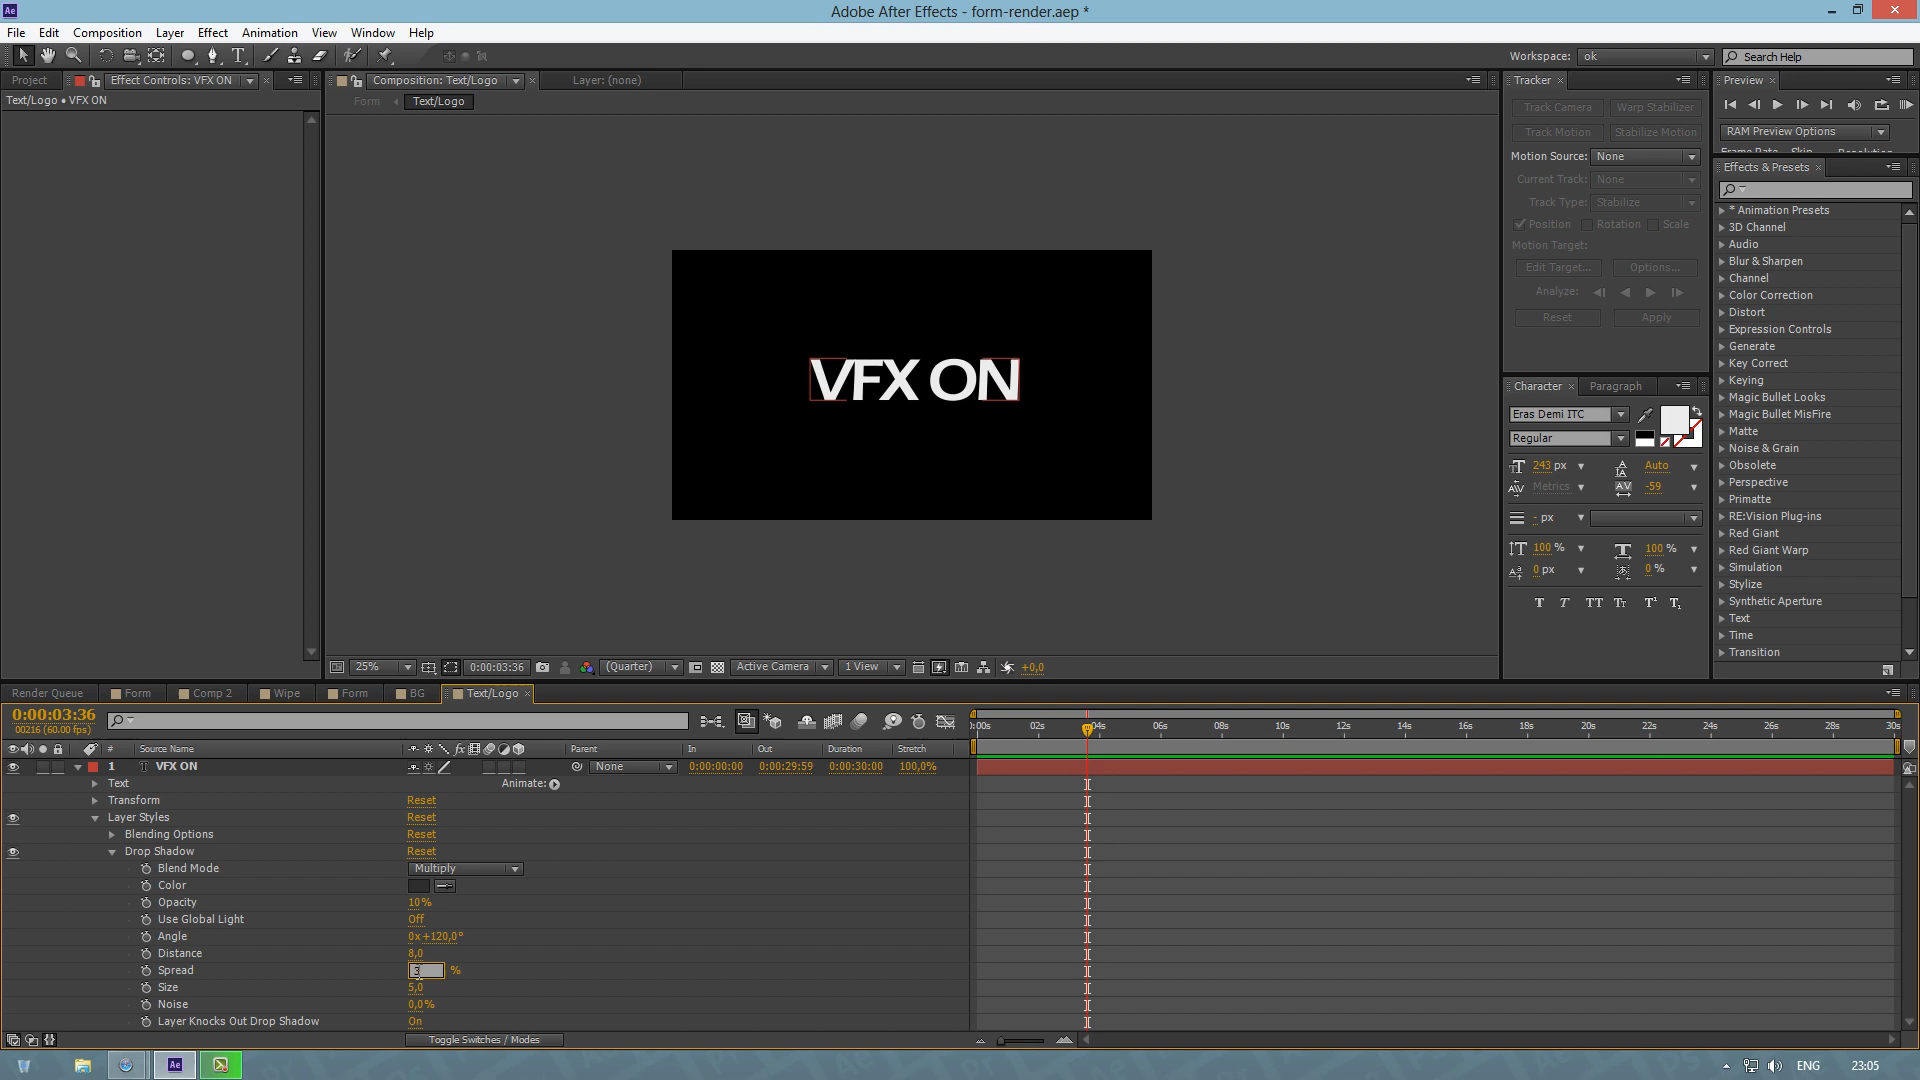 Ae
Adobe After Effects - form-render.aep *
File Edit Composition Layer Effect Animation View Window Help
Workspace: ok Search Help
Project Effect Controls: VFX ON Composition: Text/Logo Layer: (none) Tracker Preview
Text/Logo • VFX ON
Form Text/Logo
Track Camera Warp Stabilizer
Track Motion Stabilize Motion
Motion Source: None
Current Track: None
Track Type: Stabilize
Position Rotation Scale
Motion Target:
Edit Target... Options...
Analyze:
Reset Apply
RAM Preview Options
Frame Rate Skip Resolution
Effects & Presets
* Animation Presets
3D Channel
Audio
Blur & Sharpen
Channel
Color Correction
Distort
Expression Controls
Generate
Key Correct
Keying
Magic Bullet Looks
Magic Bullet MisFire
Matte
Noise & Grain
Obsolete
Perspective
Primatte
RE:Vision Plug-ins
Red Giant
Red Giant Warp
Simulation
Stylize
Synthetic Aperture
Text
Time
Transition
VFX ON
Character Paragraph
Eras Demi ITC
Regular
243 px Auto
Metrics -59
- px
100 % 100 %
0 px 0 %
25% 0:00:03:36 (Quarter) Active Camera 1 View +0,0
Render Queue Form Comp 2 Wipe Form BG Text/Logo
0:00:03:36
00216 (60.00 fps)
:00s 02s 04s 06s 08s 10s 12s 14s 16s 18s 20s 22s 24s 26s 28s 30s
# Source Name Parent In Out Duration Stretch
1 T VFX ON None 0:00:00:00 0:00:29:59 0:00:30:00 100,0%
Text Animate:
Transform Reset
Layer Styles Reset
Blending Options Reset
Drop Shadow Reset
Blend Mode Multiply
Color
Opacity 10%
Use Global Light Off
Angle 0x+120,0°
Distance 8,0
Spread 3 %
Size 5,0
Noise 0,0%
Layer Knocks Out Drop Shadow On
Toggle Switches / Modes
Ae
ENG 23:05